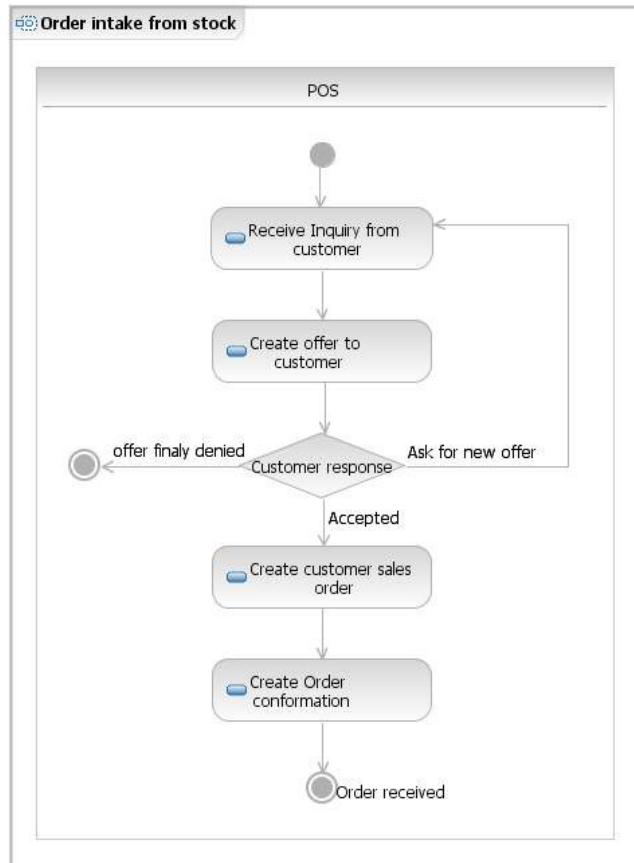 Order intake from stock
POS
Receive Inquiry from
customer
Create offer to
customer
offer finaly denied
Customer response
Ask for new offer
Accepted
Create customer sales
order
Create Order
conformation
Order received